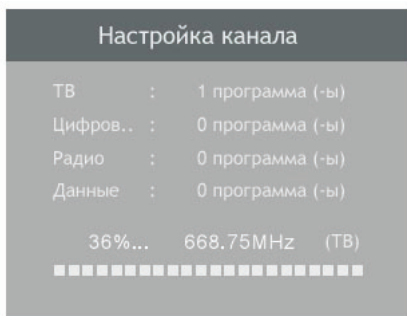 Настройка канала
ТВ : 1 программа (-ы)
Цифров.. : 0 программа (-ы)
Радио : 0 программа (-ы)
Данные : 0 программа (-ы)
36%... 668.75MHz (ТВ)